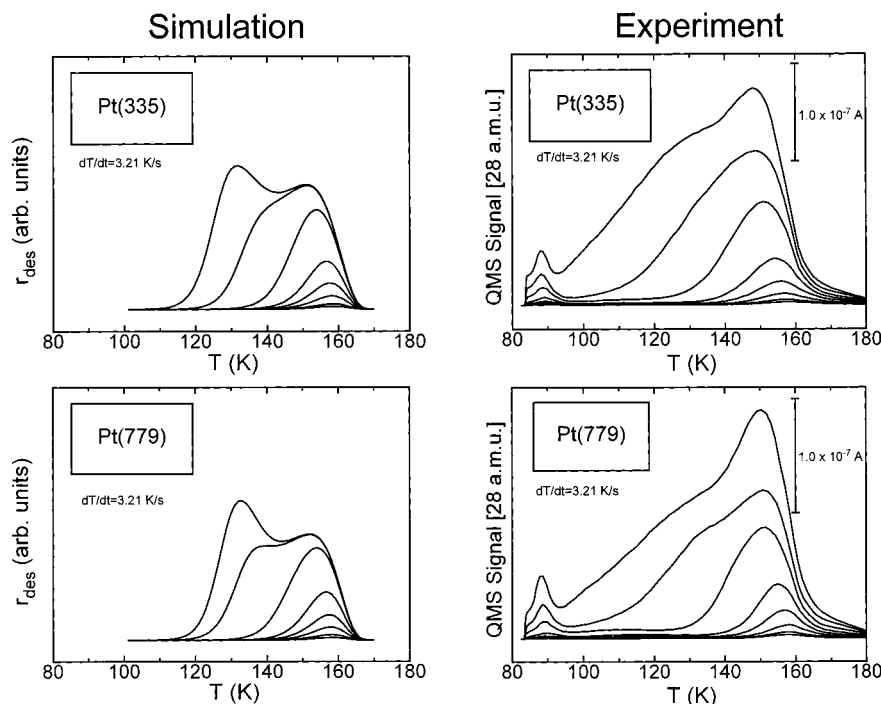 Simulation
Experiment
Pt(335)
dT/dt=3.21 K/s
r_des (arb. units)
80 100 120 140 160 180
T (K)
Pt(335)
dT/dt=3.21 K/s
1.0 x 10⁻⁷ A
QMS Signal [28 a.m.u.]
80 100 120 140 160 180
T (K)
Pt(779)
dT/dt=3.21 K/s
r_des (arb. units)
80 100 120 140 160 180
T (K)
Pt(779)
dT/dt=3.21 K/s
1.0 x 10⁻⁷ A
QMS Signal [28 a.m.u.]
80 100 120 140 160 180
T (K)